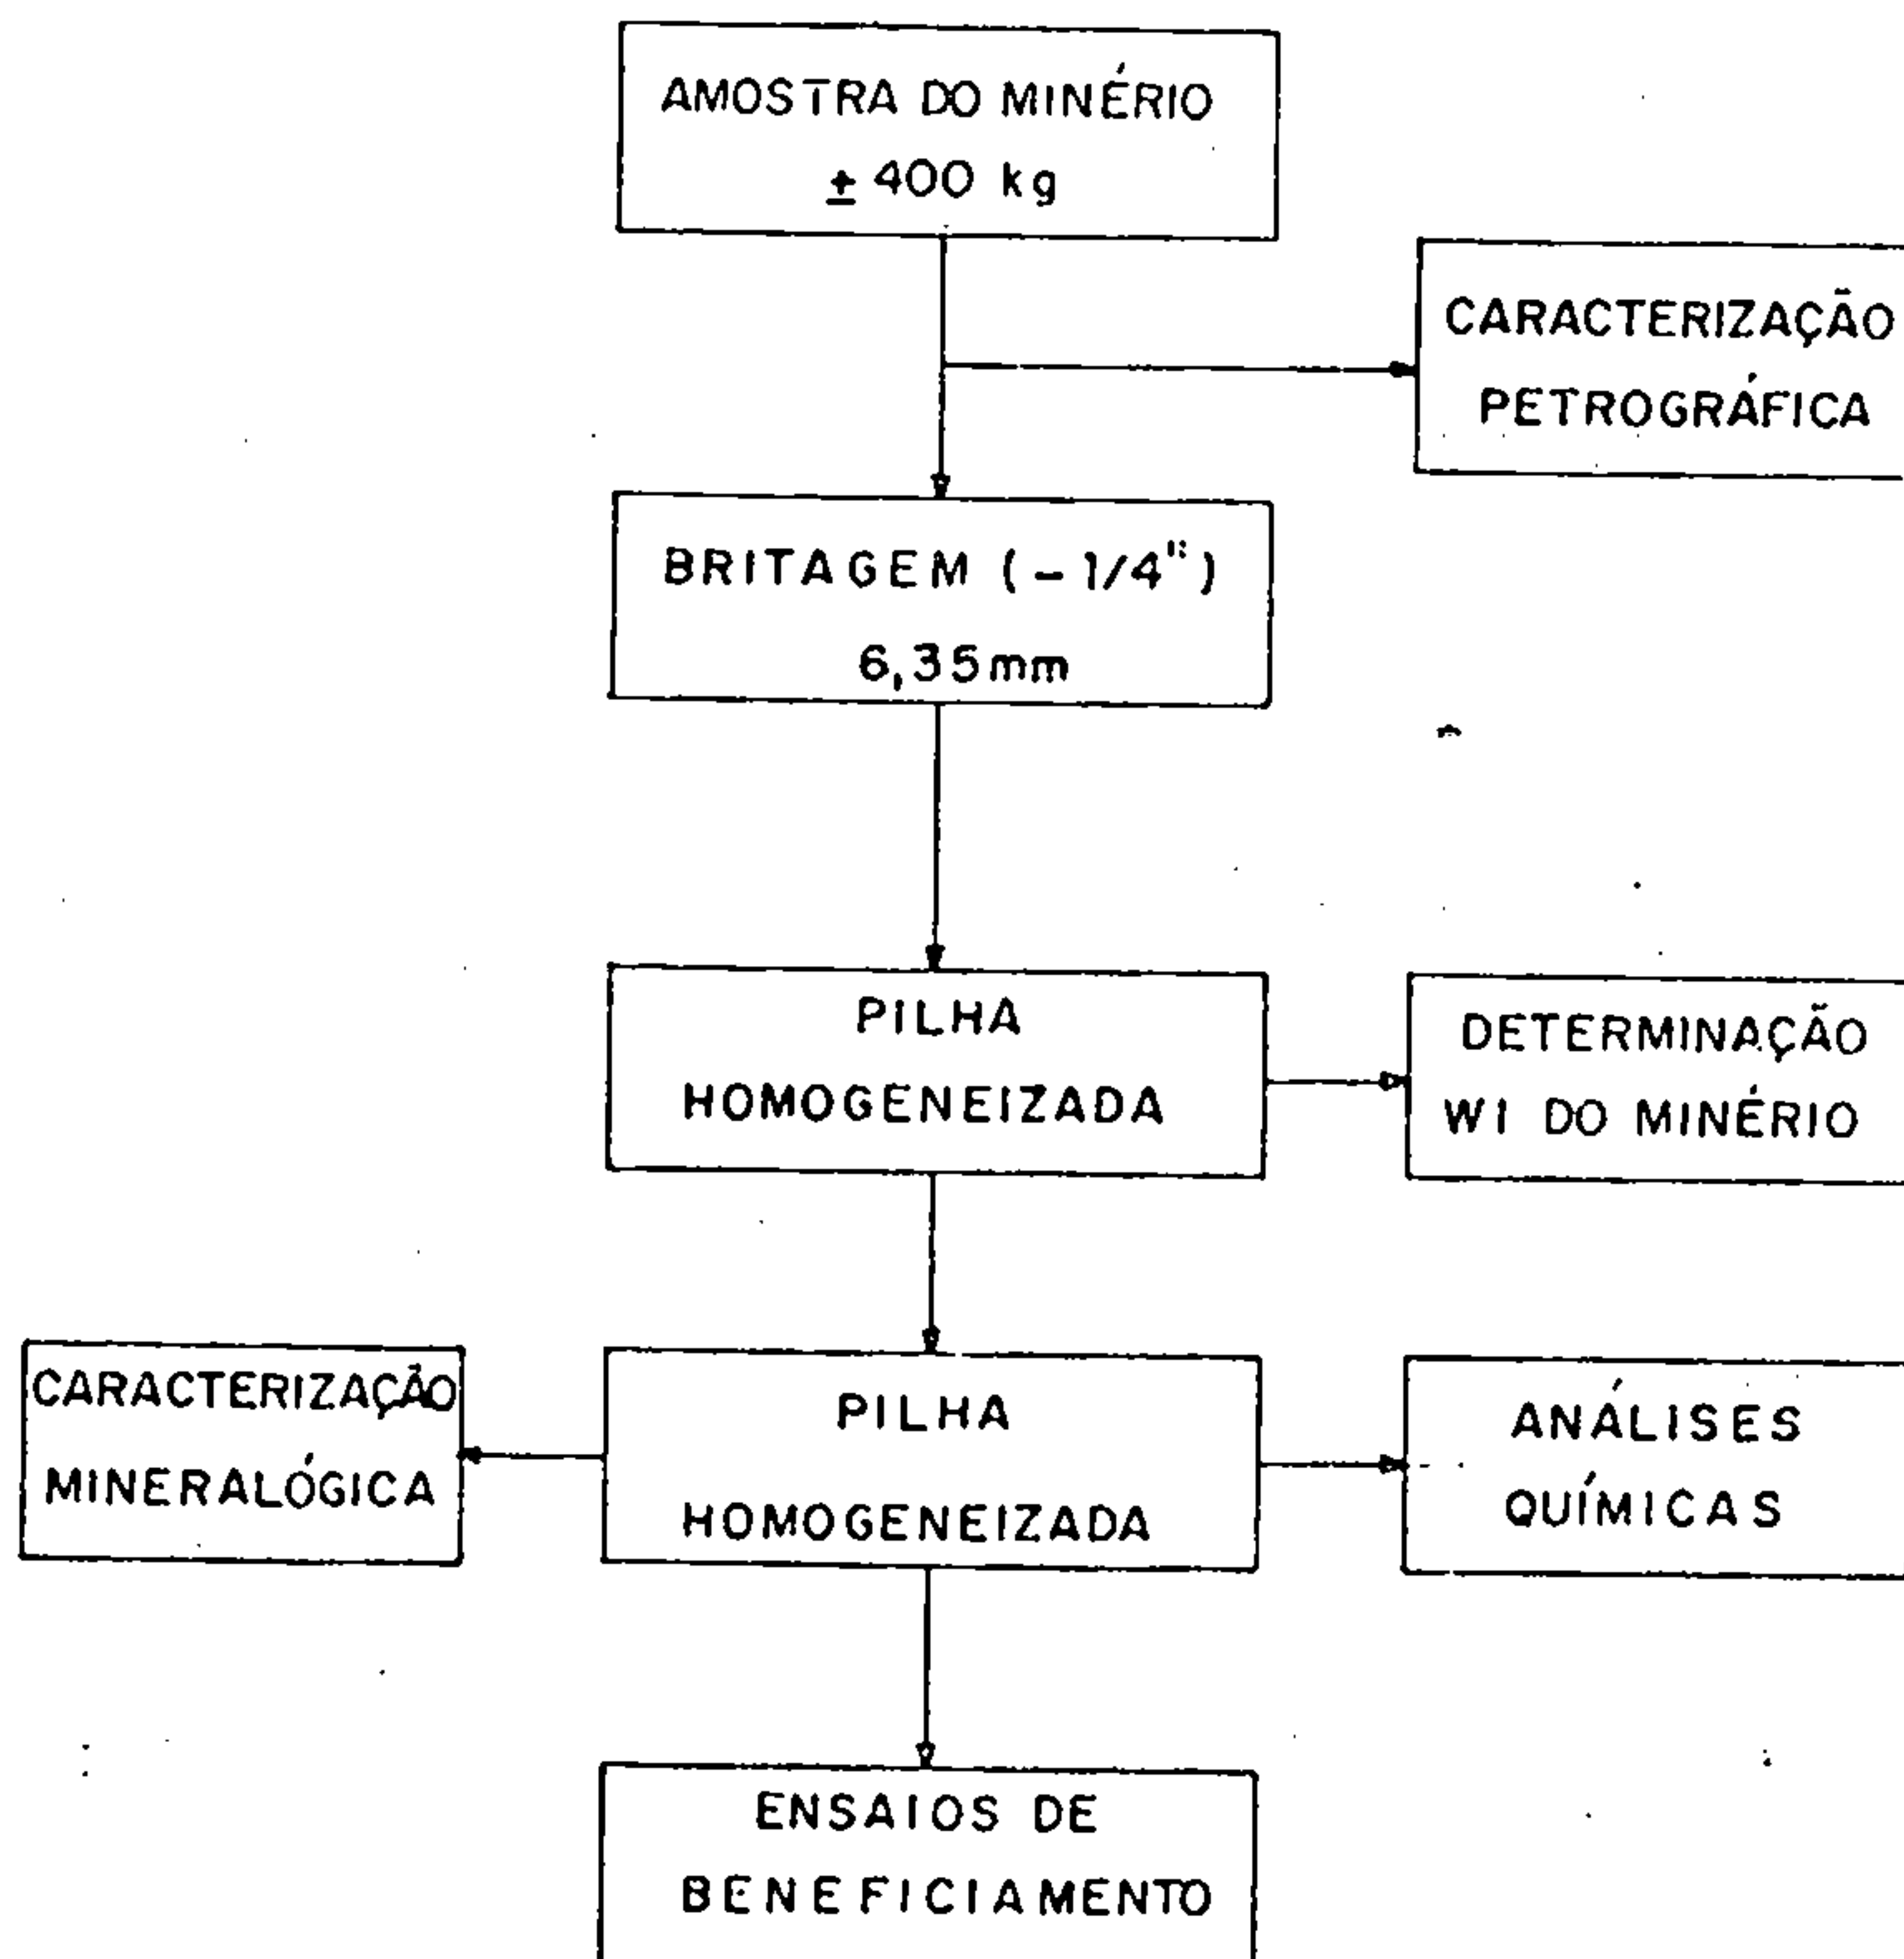 AMOSTRA DO MINÉRIO
± 400 kg
CARACTERIZAÇÃO
PETROGRÁFICA
BRITAGEM (-1/4")
6,35mm
PILHA
HOMOGENEIZADA
DETERMINAÇÃO
WI DO MINÉRIO
CARACTERIZAÇÃO
MINERALÓGICA
PILHA
HOMOGENEIZADA
ANÁLISES
QUÍMICAS
ENSAIOS DE
BENEFICIAMENTO